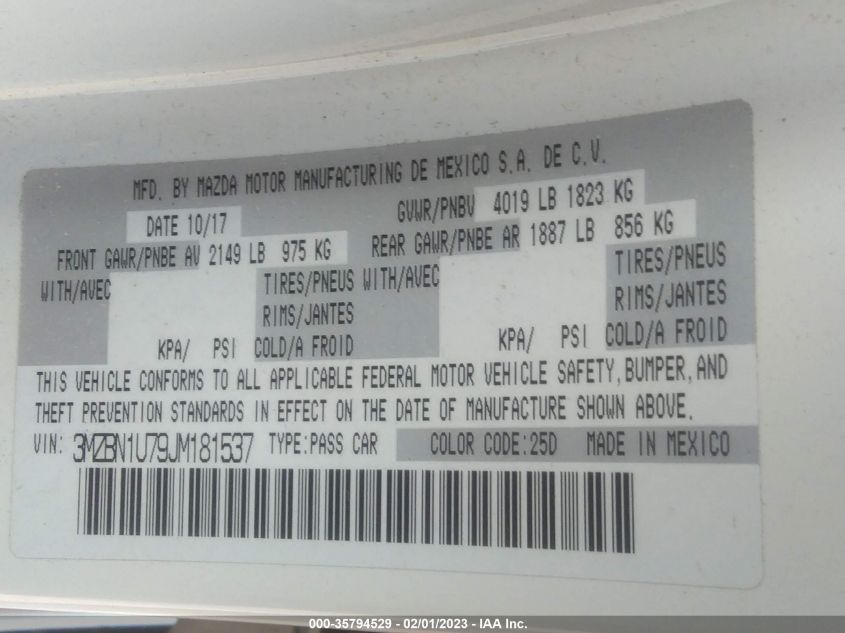 MFD. BY MAZDA MOTOR MANUFACTURING DE MEXICO S.A. DE C.V.
DATE 10/17 GVWR/PNBV 4019 LB 1823 KG
FRONT GAWR/PNBE AV 2149 LB 975 KG REAR GAWR/PNBE AR 1887 LB 856 KG
WITH/AVEC TIRES/PNEUS WITH/AVEC TIRES/PNEUS
RIMS/JANTES RIMS/JANTES
KPA/ PSI COLD/A FROID KPA/ PSI COLD/A FROID
THIS VEHICLE CONFORMS TO ALL APPLICABLE FEDERAL MOTOR VEHICLE SAFETY, BUMPER, AND
THEFT PREVENTION STANDARDS IN EFFECT ON THE DATE OF MANUFACTURE SHOWN ABOVE.
VIN: 3MZBN1U79JM181537 TYPE:PASS CAR COLOR CODE:25D MADE IN MEXICO
000-35794529 - 02/01/2023 - IAA Inc.